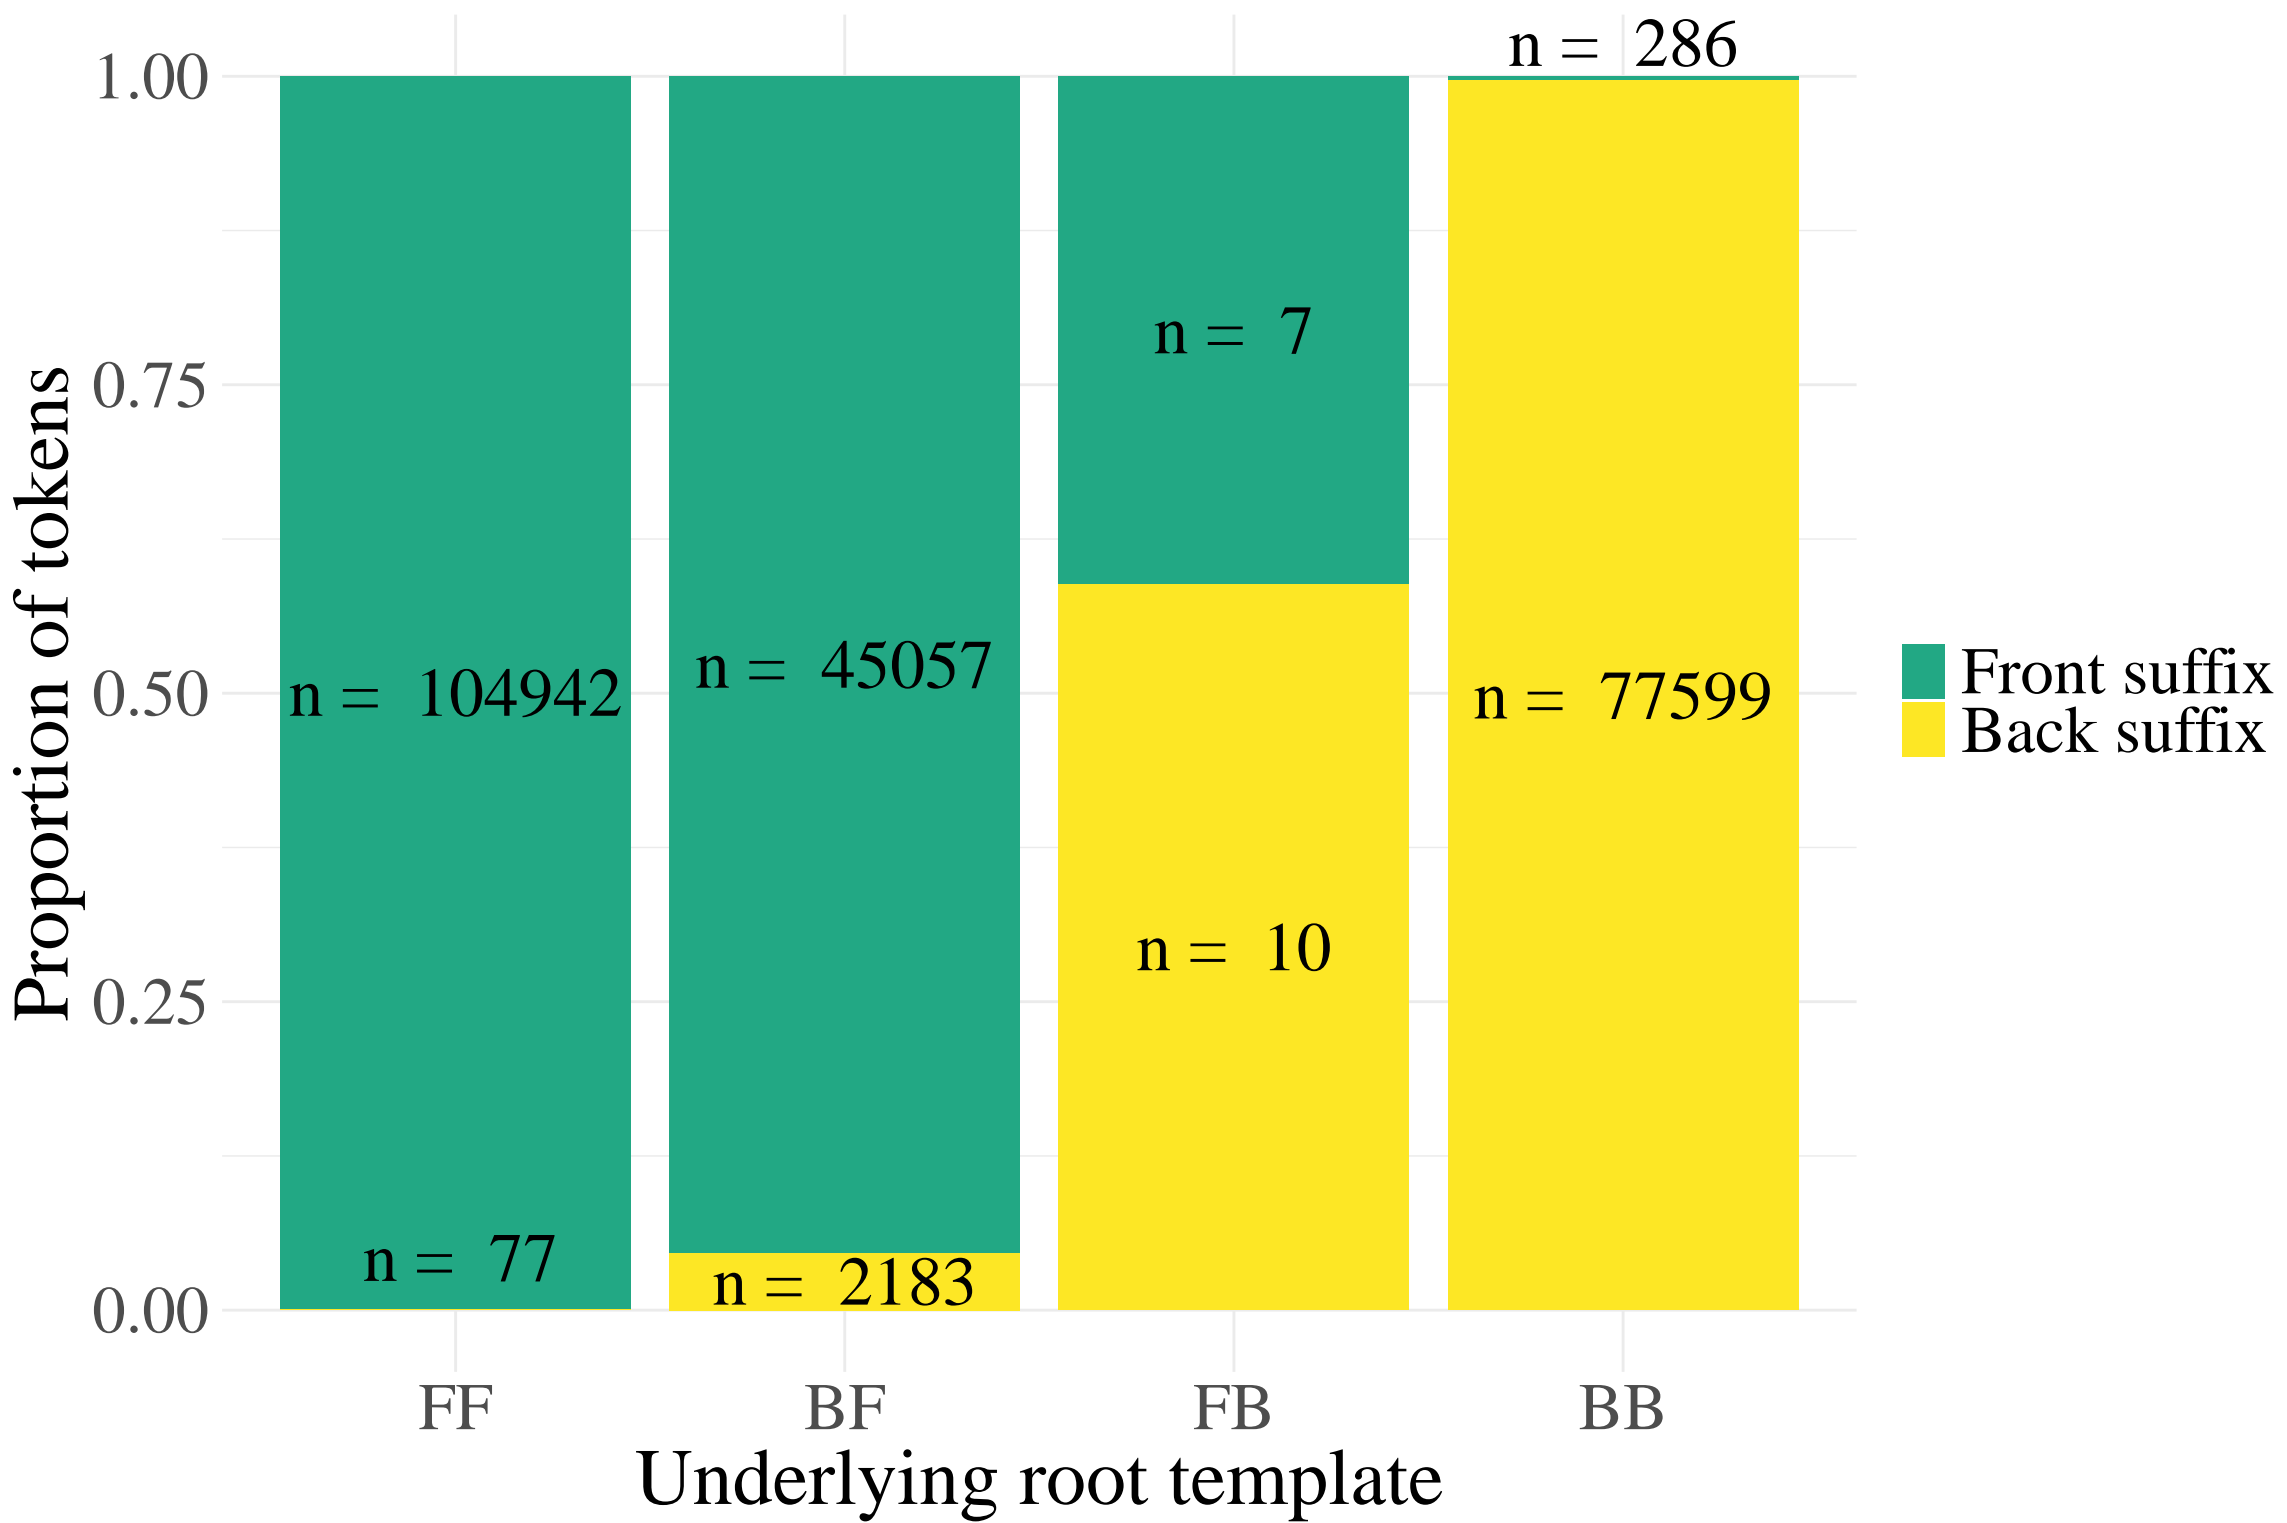 Proportion of tokens
1.00
0.75
0.50
0.25
0.00
n = 104942
n = 77
n = 45057
n = 2183
n = 7
n = 10
n = 286
n = 77599
FF
BF
FB
BB
Underlying root template
Front suffix
Back suffix